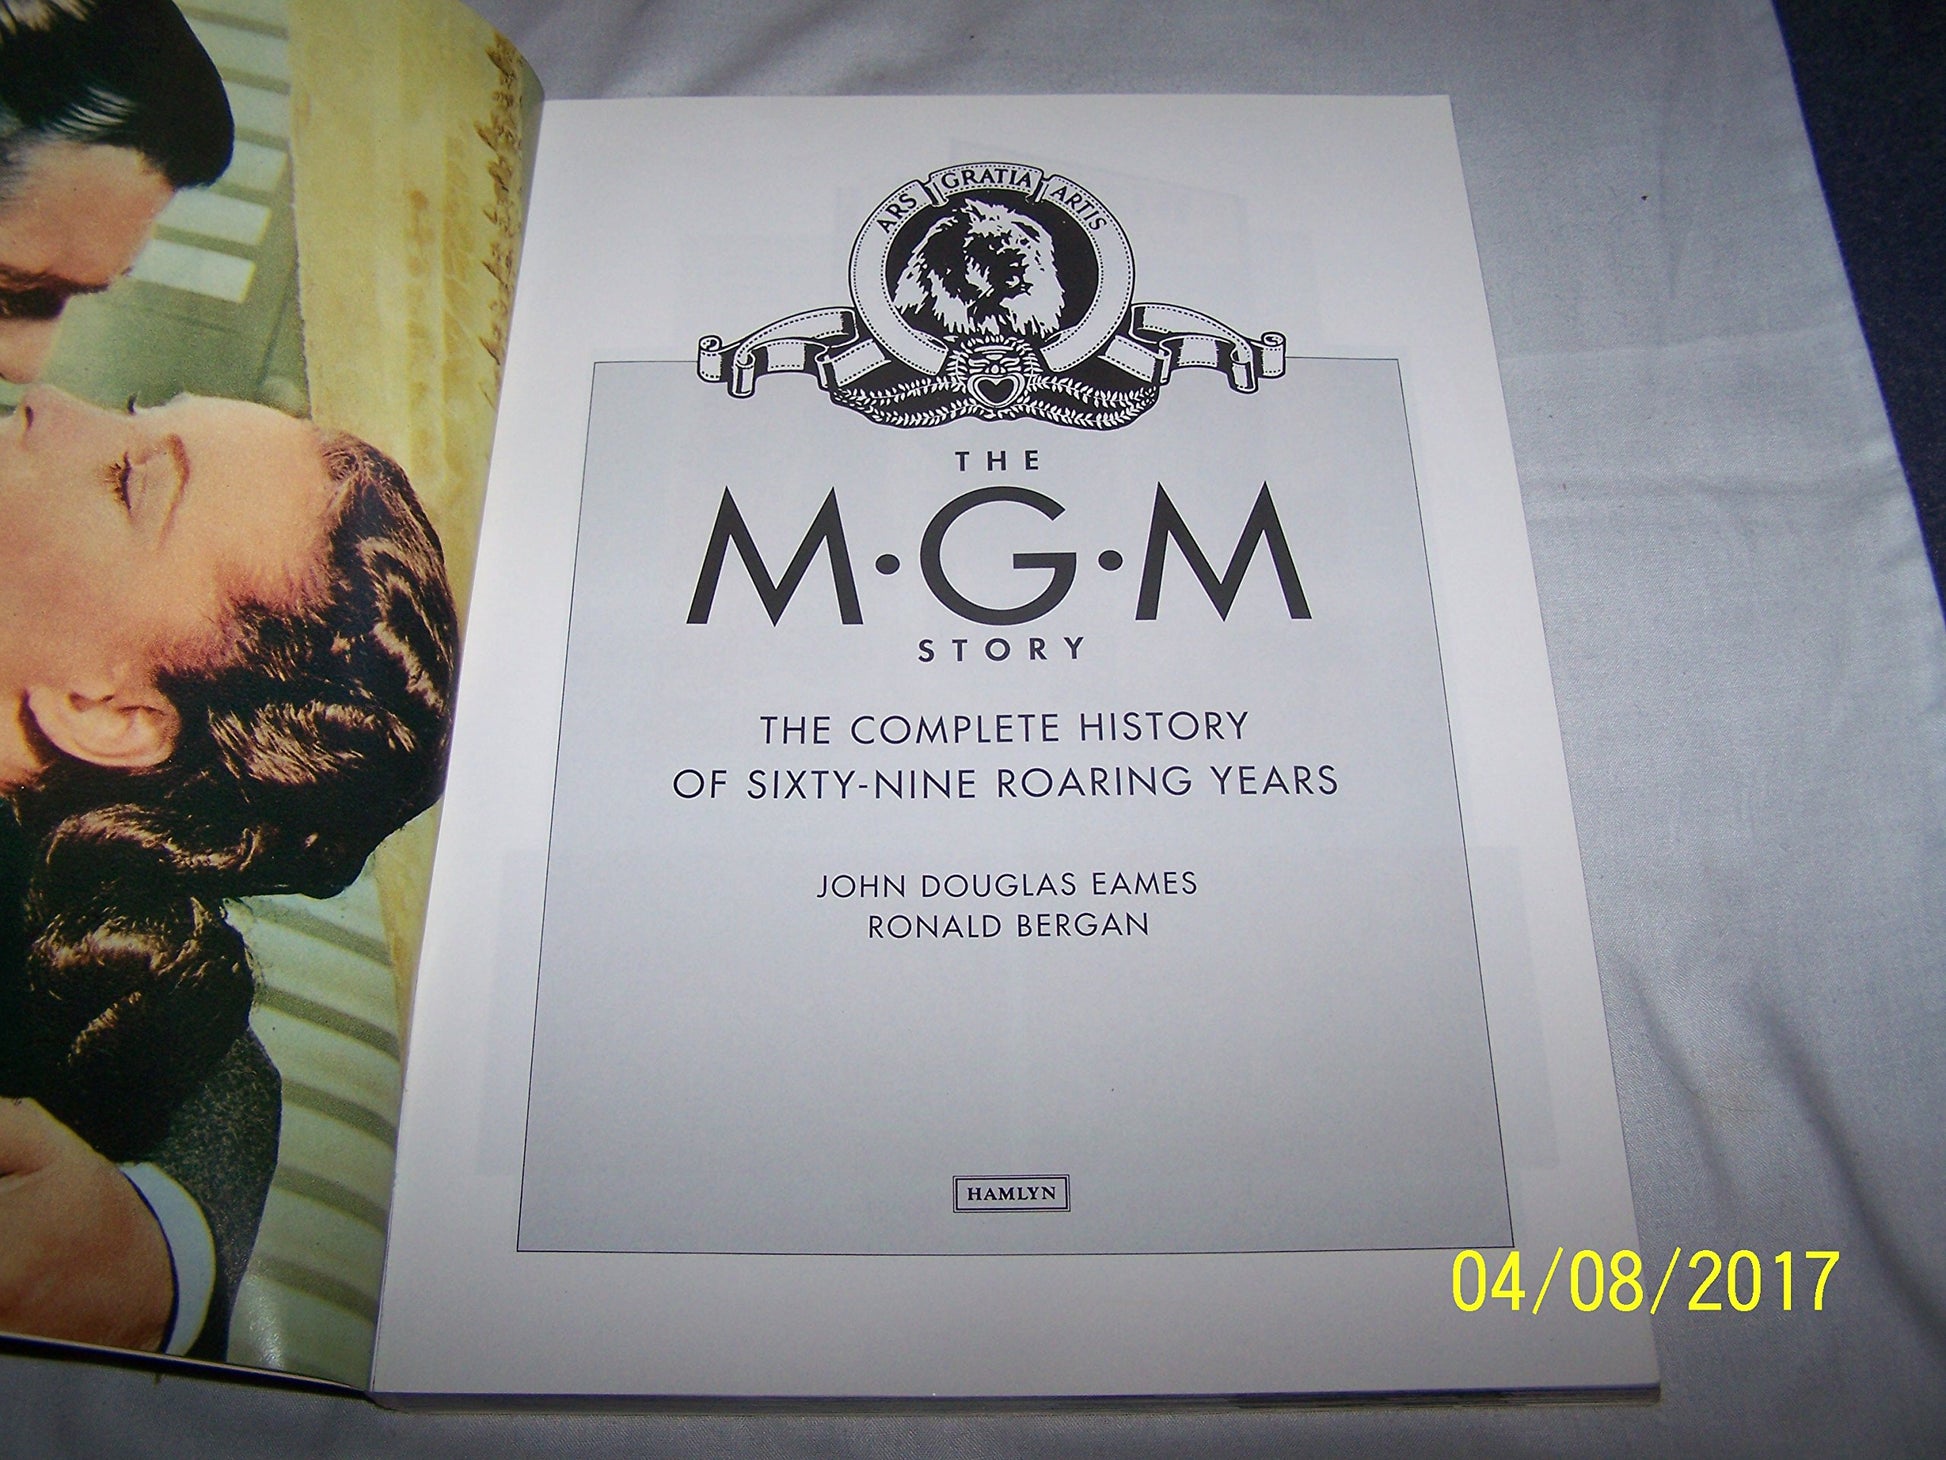 ARS GRATIA ARTIS
THE
M·G·M
STORY
THE COMPLETE HISTORY
OF SIXTY-NINE ROARING YEARS
JOHN DOUGLAS EAMES
RONALD BERGAN
HAMLYN
04/08/2017